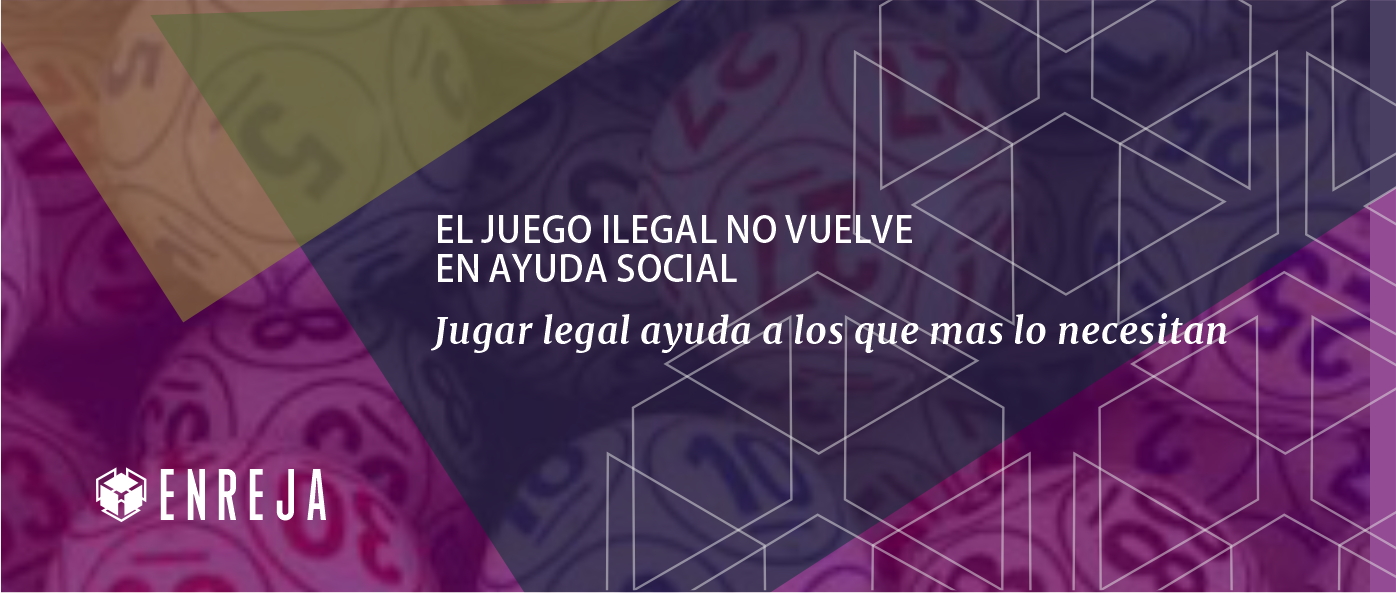 EL JUEGO ILEGAL NO VUELVE
EN AYUDA SOCIAL
Jugar legal ayuda a los que mas lo necesitan
ENREJA